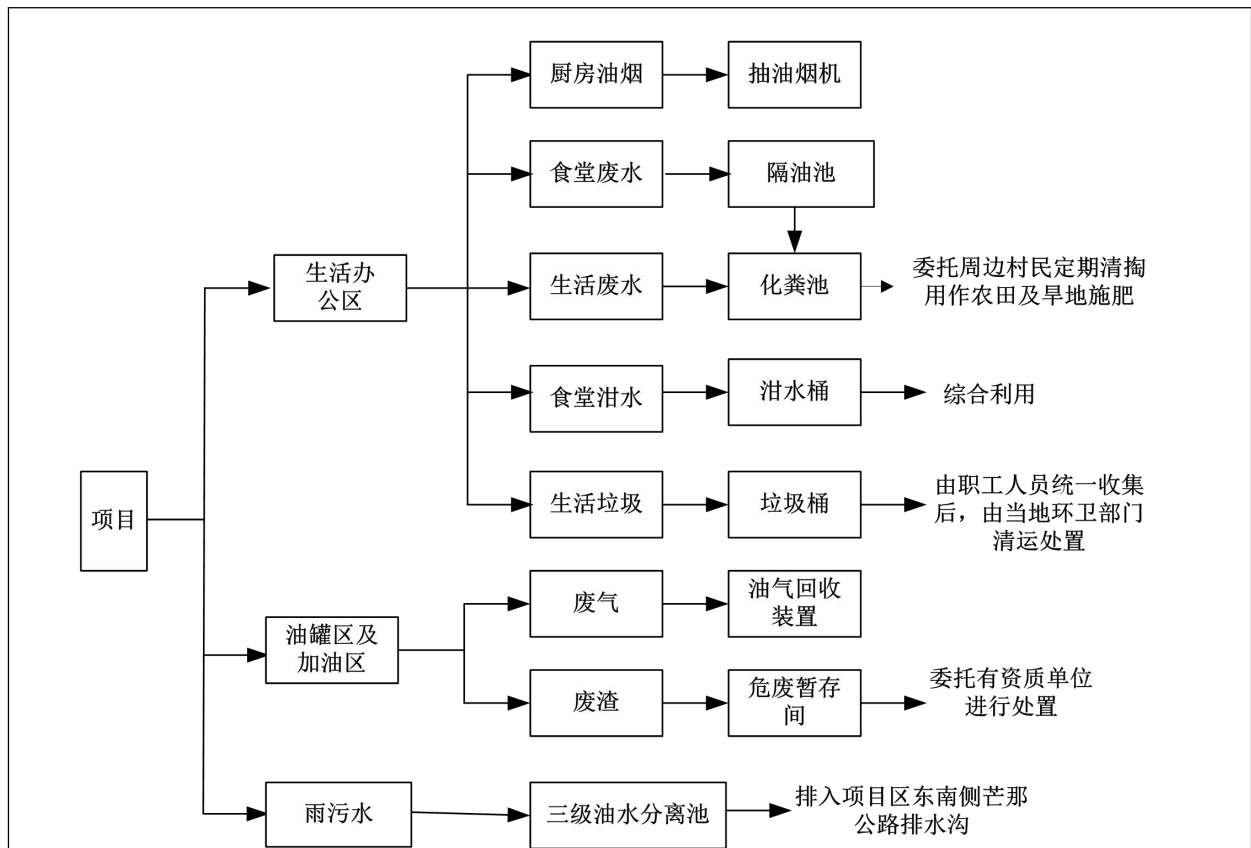 厨房油烟
抽油烟机
食堂废水
隔油池
生活办
公区
生活废水
化粪池
委托周边村民定期清掏
用作农田及旱地施肥
食堂泔水
泔水桶
综合利用
项目
生活垃圾
垃圾桶
由职工人员统一收集
后，由当地环卫部门
清运处置
油罐区及
加油区
废气
油气回收
装置
废渣
危废暂存
间
委托有资质单位
进行处置
雨污水
三级油水分离池
排入项目区东南侧芒那
公路排水沟